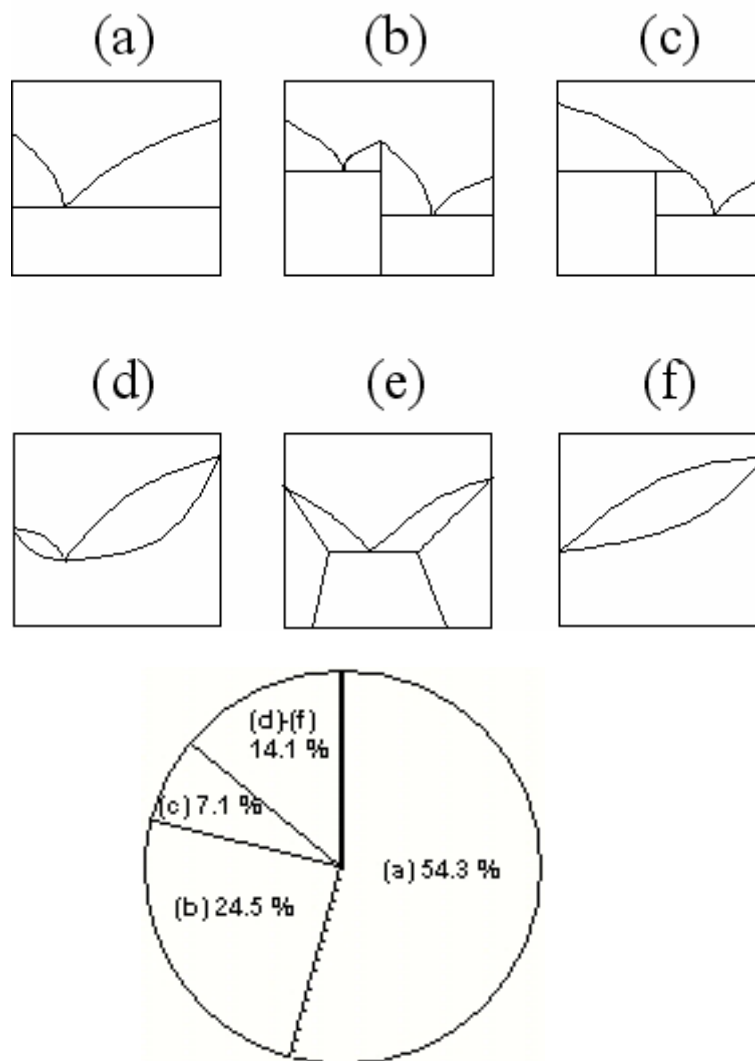 (a) (b) (c)
(d) (e) (f)
(d)-(f)
14.1 %
(c) 7.1 %
(a) 54.3 %
(b) 24.5 %